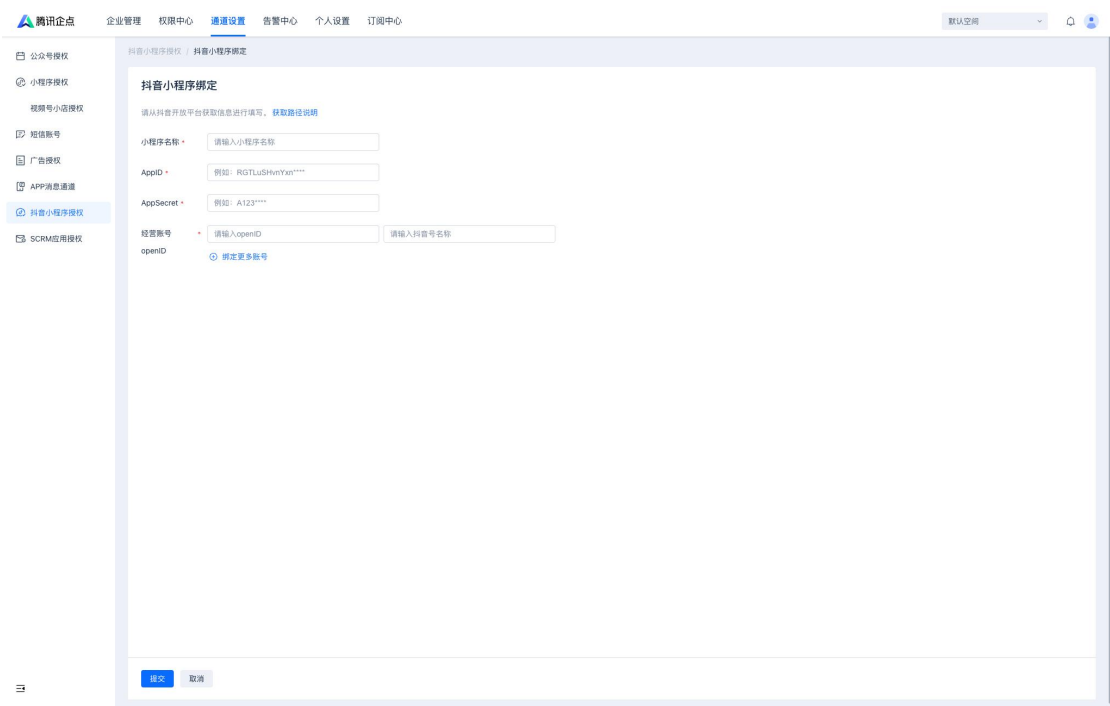 腾讯企点 企业管理 权限中心 通道设置 告警中心 个人设置 订阅中心 默认空间
公众号授权
小程序授权
视频号小店授权
短信账号
广告授权
APP消息通道
抖音小程序授权
SCRM应用授权
抖音小程序授权 / 抖音小程序绑定
抖音小程序绑定
请从抖音开放平台获取信息进行填写。获取路径说明
小程序名称 * 请输入小程序名称
AppID * 例如：RGTLuSHvnYxn****
AppSecret * 例如：A123****
经营账号 * 请输入openID 请输入抖音号名称
openID
绑定更多账号
提交 取消